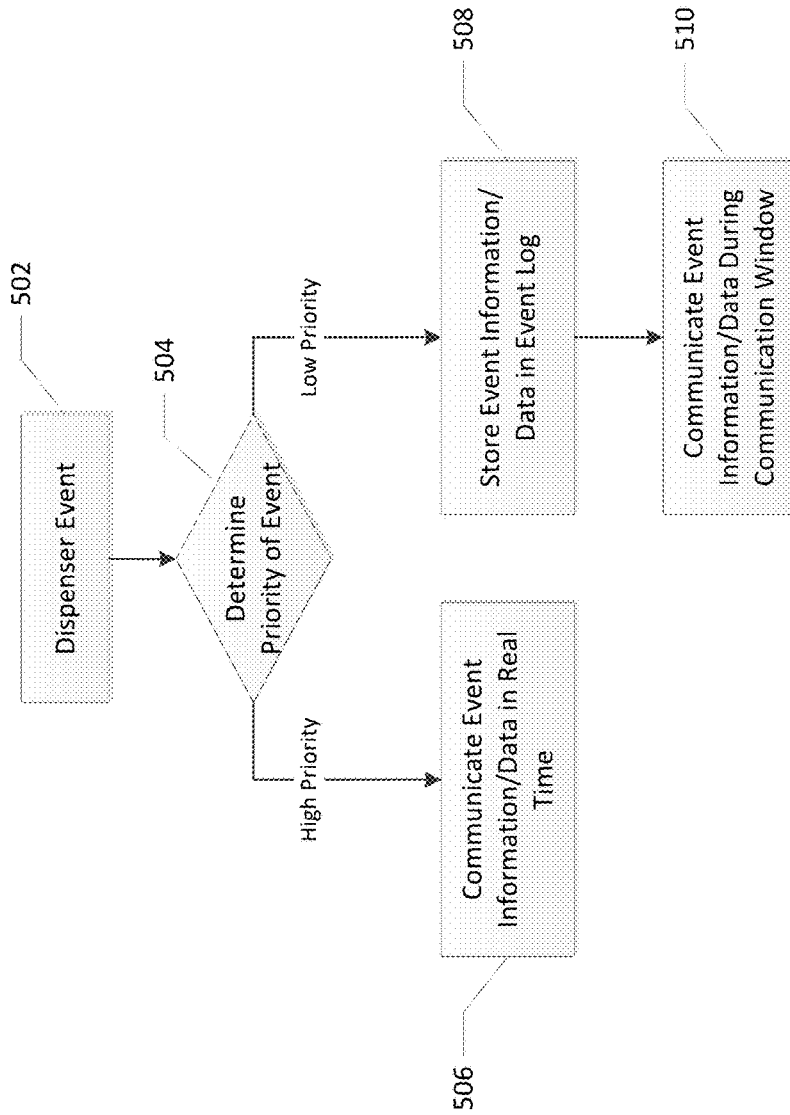 502
Dispenser Event
504
Determine
Priority of Event
High Priority
Low Priority
506
Communicate Event
Information/Data in Real
Time
508
Store Event Information/
Data in Event Log
510
Communicate Event
Information/Data During
Communication Window